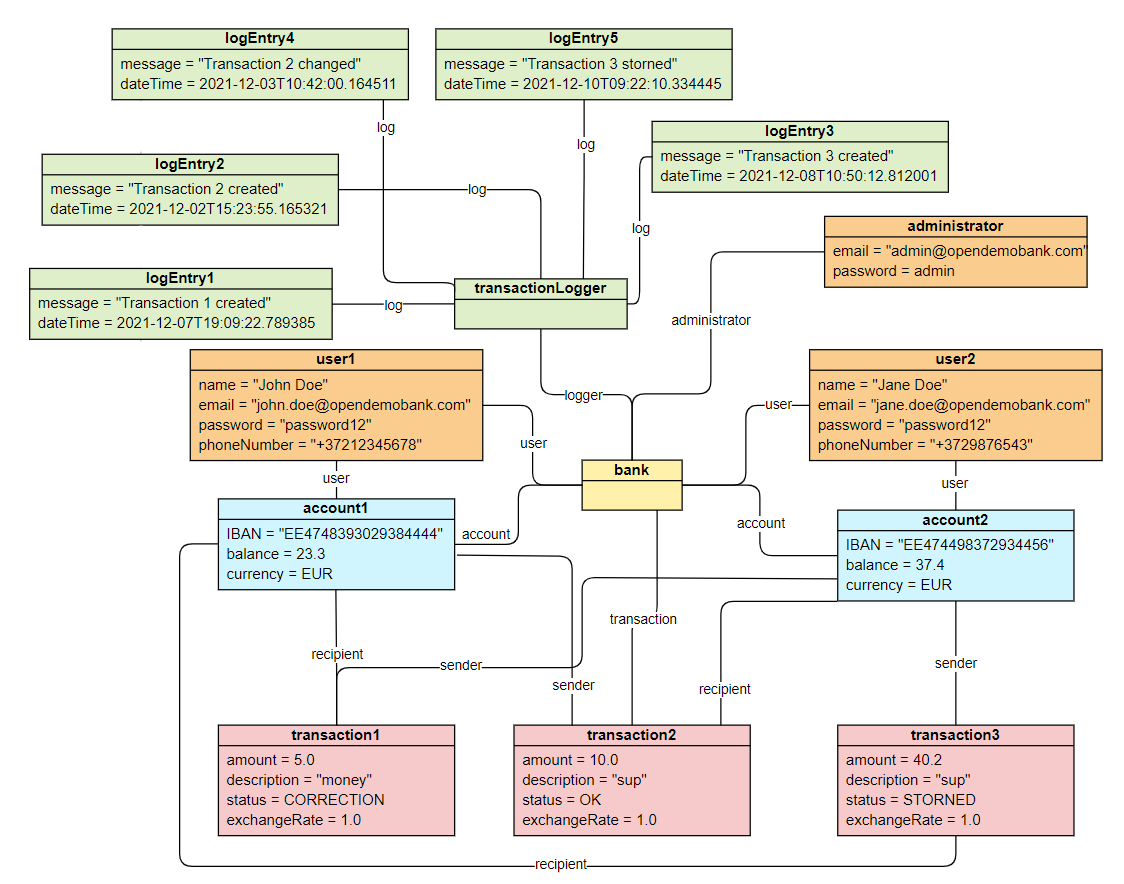 logEntry4
message = "Transaction 2 changed"
dateTime = 2021-12-03T10:42:00.164511
logEntry5
message = "Transaction 3 storned"
dateTime = 2021-12-10T09:22:10.334445
log
log
logEntry3
message = "Transaction 3 created"
dateTime = 2021-12-08T10:50:12.812001
logEntry2
message = "Transaction 2 created"
dateTime = 2021-12-02T15:23:55.165321
log
log
administrator
email = "admin@opendemobank.com"
password = admin
logEntry1
message = "Transaction 1 created"
dateTime = 2021-12-07T19:09:22.789385
log
transactionLogger
administrator
user1
name = "John Doe"
email = "john.doe@opendemobank.com"
password = "password12"
phoneNumber = "+37212345678"
logger
user
user2
name = "Jane Doe"
email = "jane.doe@opendemobank.com"
password = "password12"
phoneNumber = "+3729876543"
user
bank
user
user
account1
IBAN = "EE4748393029384444"
balance = 23.3
currency = EUR
account
account
account2
IBAN = "EE474498372934456"
balance = 37.4
currency = EUR
transaction
recipient
sender
sender
recipient
sender
transaction1
amount = 5.0
description = "money"
status = CORRECTION
exchangeRate = 1.0
transaction2
amount = 10.0
description = "sup"
status = OK
exchangeRate = 1.0
transaction3
amount = 40.2
description = "sup"
status = STORNED
exchangeRate = 1.0
recipient